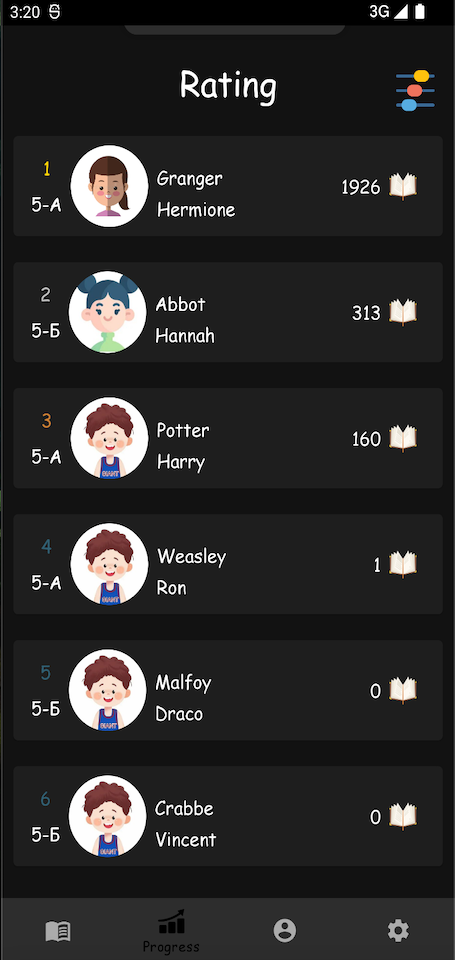 3:20
3G
Rating
1
5-А
Granger
Hermione
1926
2
5-Б
Abbot
Hannah
313
3
5-А
Potter
Harry
160
4
5-А
Weasley
Ron
1
5
5-Б
Malfoy
Draco
0
6
5-Б
Crabbe
Vincent
0
Progress